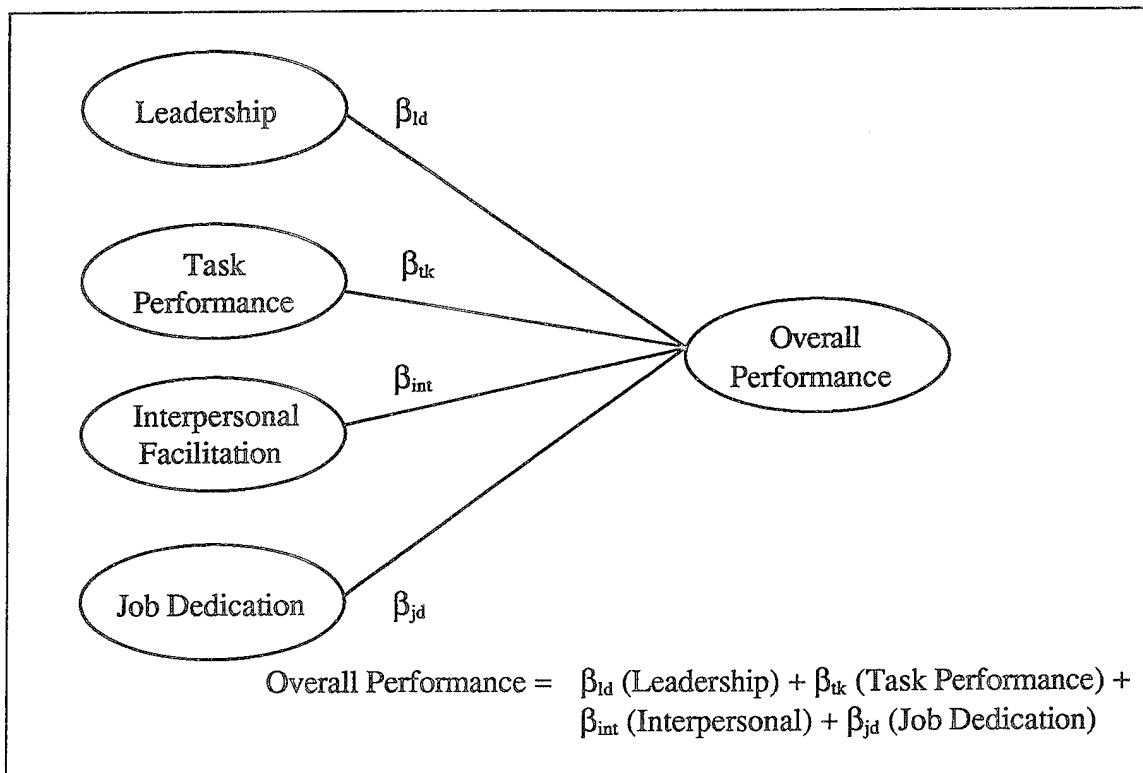 Leadership
β_ld
Task
Performance
β_tk
Interpersonal
Facilitation
β_int
Job Dedication
β_jd
Overall
Performance
Overall Performance = β_ld (Leadership) + β_tk (Task Performance) +
β_int (Interpersonal) + β_jd (Job Dedication)